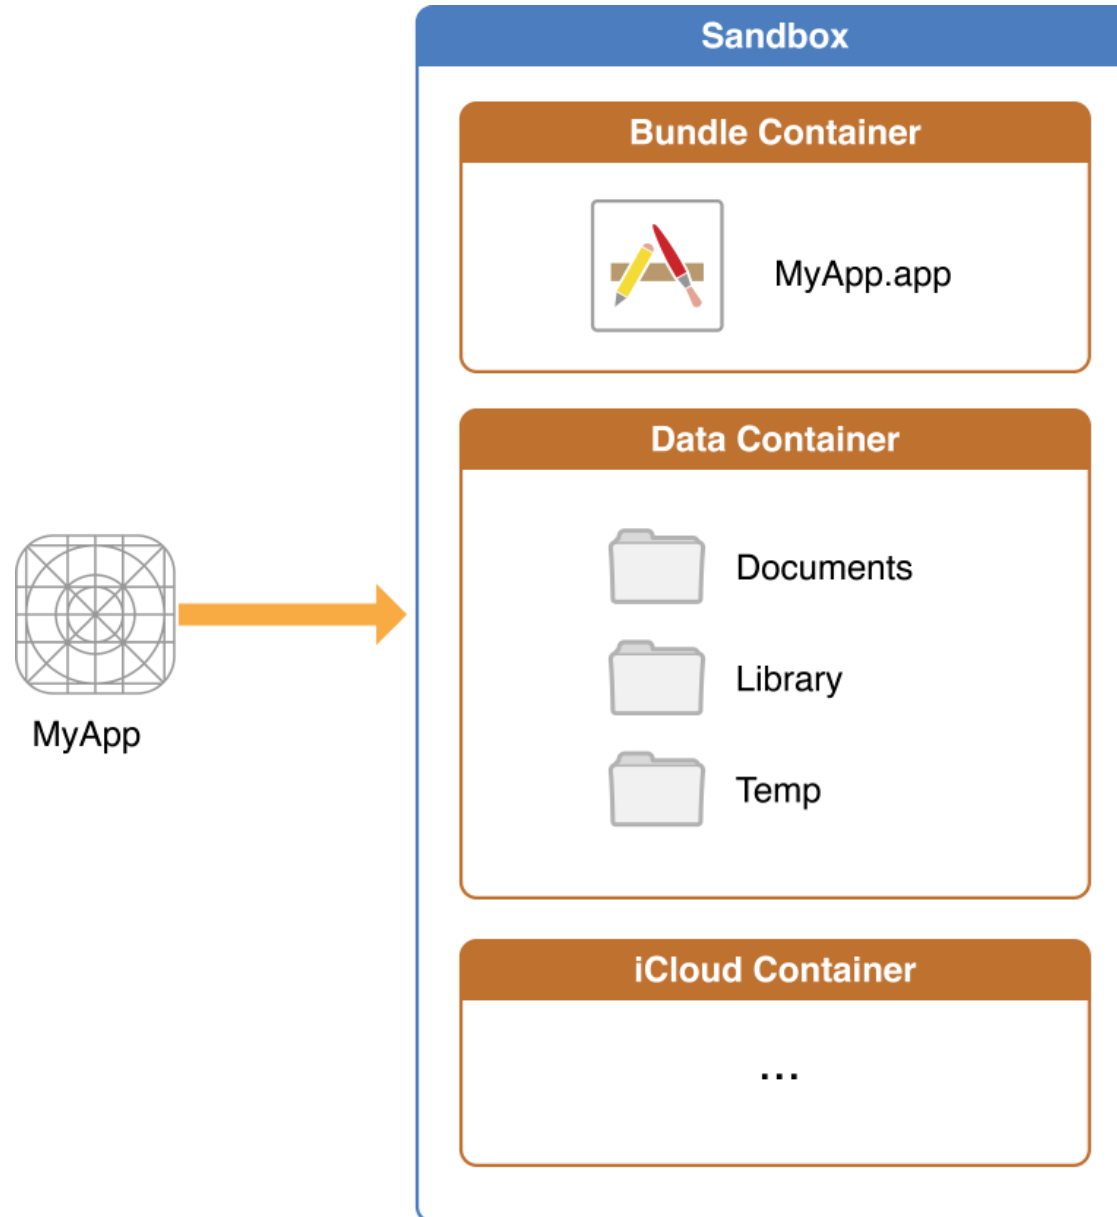 Sandbox
Bundle Container
MyApp.app
Data Container
Documents
MyApp
Library
Temp
iCloud Container
...